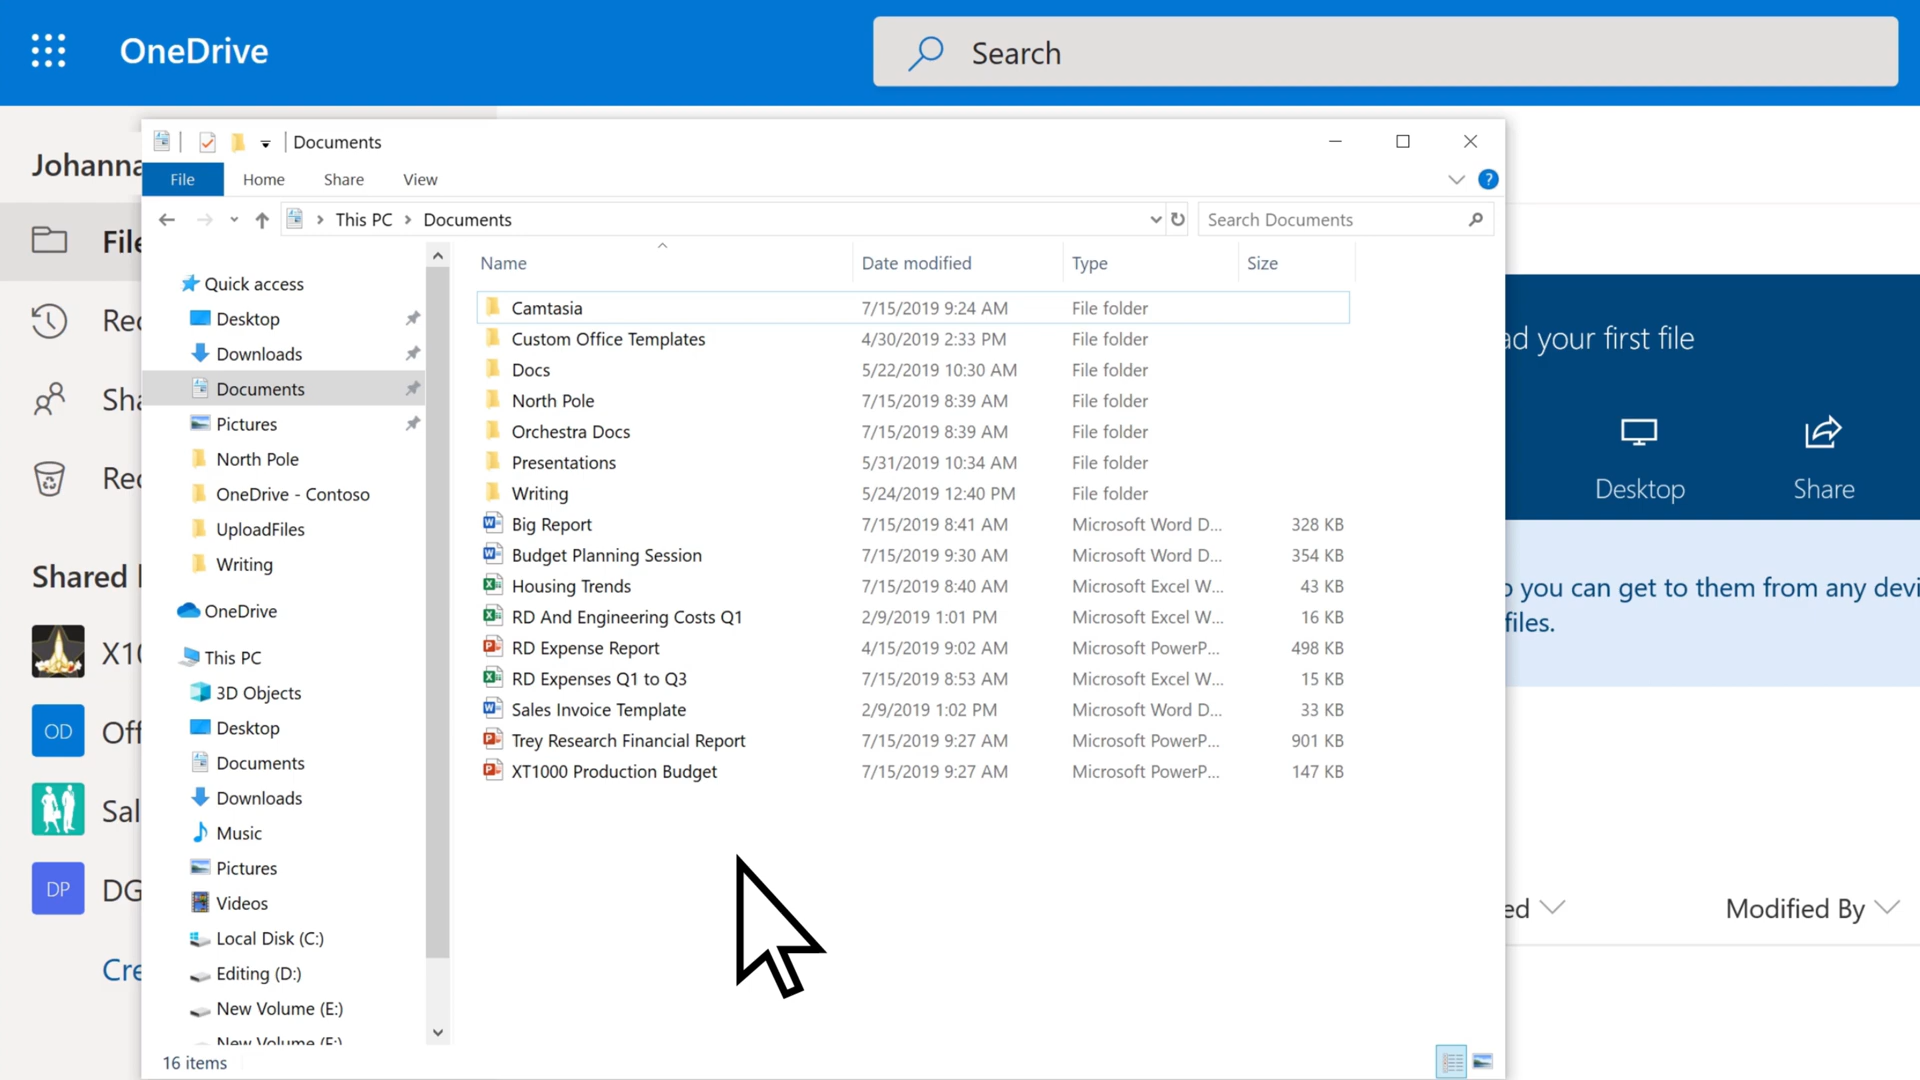 OneDrive
Search
Johanna
Documents
File Home Share View
?
This PC Documents
Search Documents
Name Date modified Type Size
Quick access
Desktop
Downloads
Documents
Pictures
North Pole
OneDrive - Contoso
UploadFiles
Writing
OneDrive
This PC
3D Objects
Desktop
Documents
Downloads
Music
Pictures
Videos
Local Disk (C:)
Editing (D:)
New Volume (E:)
New Volume (F:)
Camtasia 7/15/2019 9:24 AM File folder
Custom Office Templates 4/30/2019 2:33 PM File folder
Docs 5/22/2019 10:30 AM File folder
North Pole 7/15/2019 8:39 AM File folder
Orchestra Docs 7/15/2019 8:39 AM File folder
Presentations 5/31/2019 10:34 AM File folder
Writing 5/24/2019 12:40 PM File folder
Big Report 7/15/2019 8:41 AM Microsoft Word D... 328 KB
Budget Planning Session 7/15/2019 9:30 AM Microsoft Word D... 354 KB
Housing Trends 7/15/2019 8:40 AM Microsoft Excel W... 43 KB
RD And Engineering Costs Q1 2/9/2019 1:01 PM Microsoft Excel W... 16 KB
RD Expense Report 4/15/2019 9:02 AM Microsoft PowerP... 498 KB
RD Expenses Q1 to Q3 7/15/2019 8:53 AM Microsoft Excel W... 15 KB
Sales Invoice Template 2/9/2019 1:02 PM Microsoft Word D... 33 KB
Trey Research Financial Report 7/15/2019 9:27 AM Microsoft PowerP... 901 KB
XT1000 Production Budget 7/15/2019 9:27 AM Microsoft PowerP... 147 KB
16 items
File
Rec
Sha
Rec
Shared
X10
OD Off
Sal
DP DG
Cre
ad your first file
Desktop Share
you can get to them from any devi
files.
ed Modified By